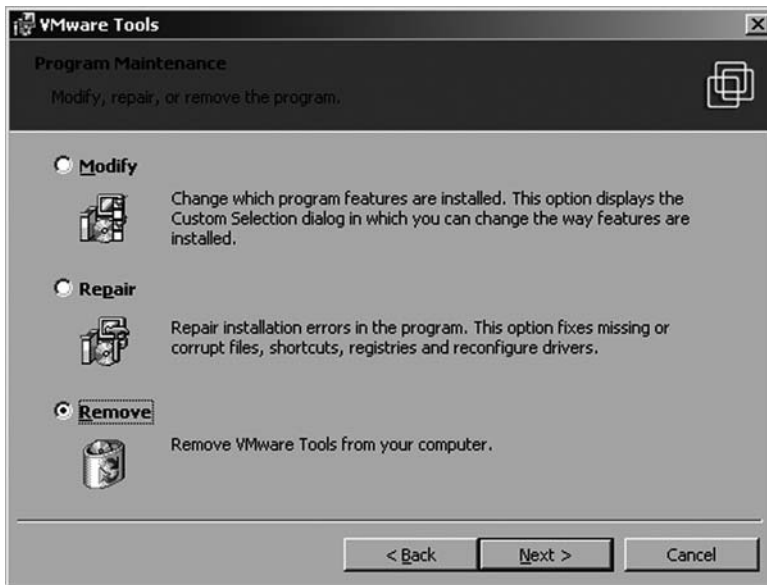 VMware Tools
Program Maintenance
Modify, repair, or remove the program.
Modify
Change which program features are installed. This option displays the
Custom Selection dialog in which you can change the way features are
installed.
Repair
Repair installation errors in the program. This option fixes missing or
corrupt files, shortcuts, registries and reconfigure drivers.
Remove
Remove VMware Tools from your computer.
< Back
Next >
Cancel